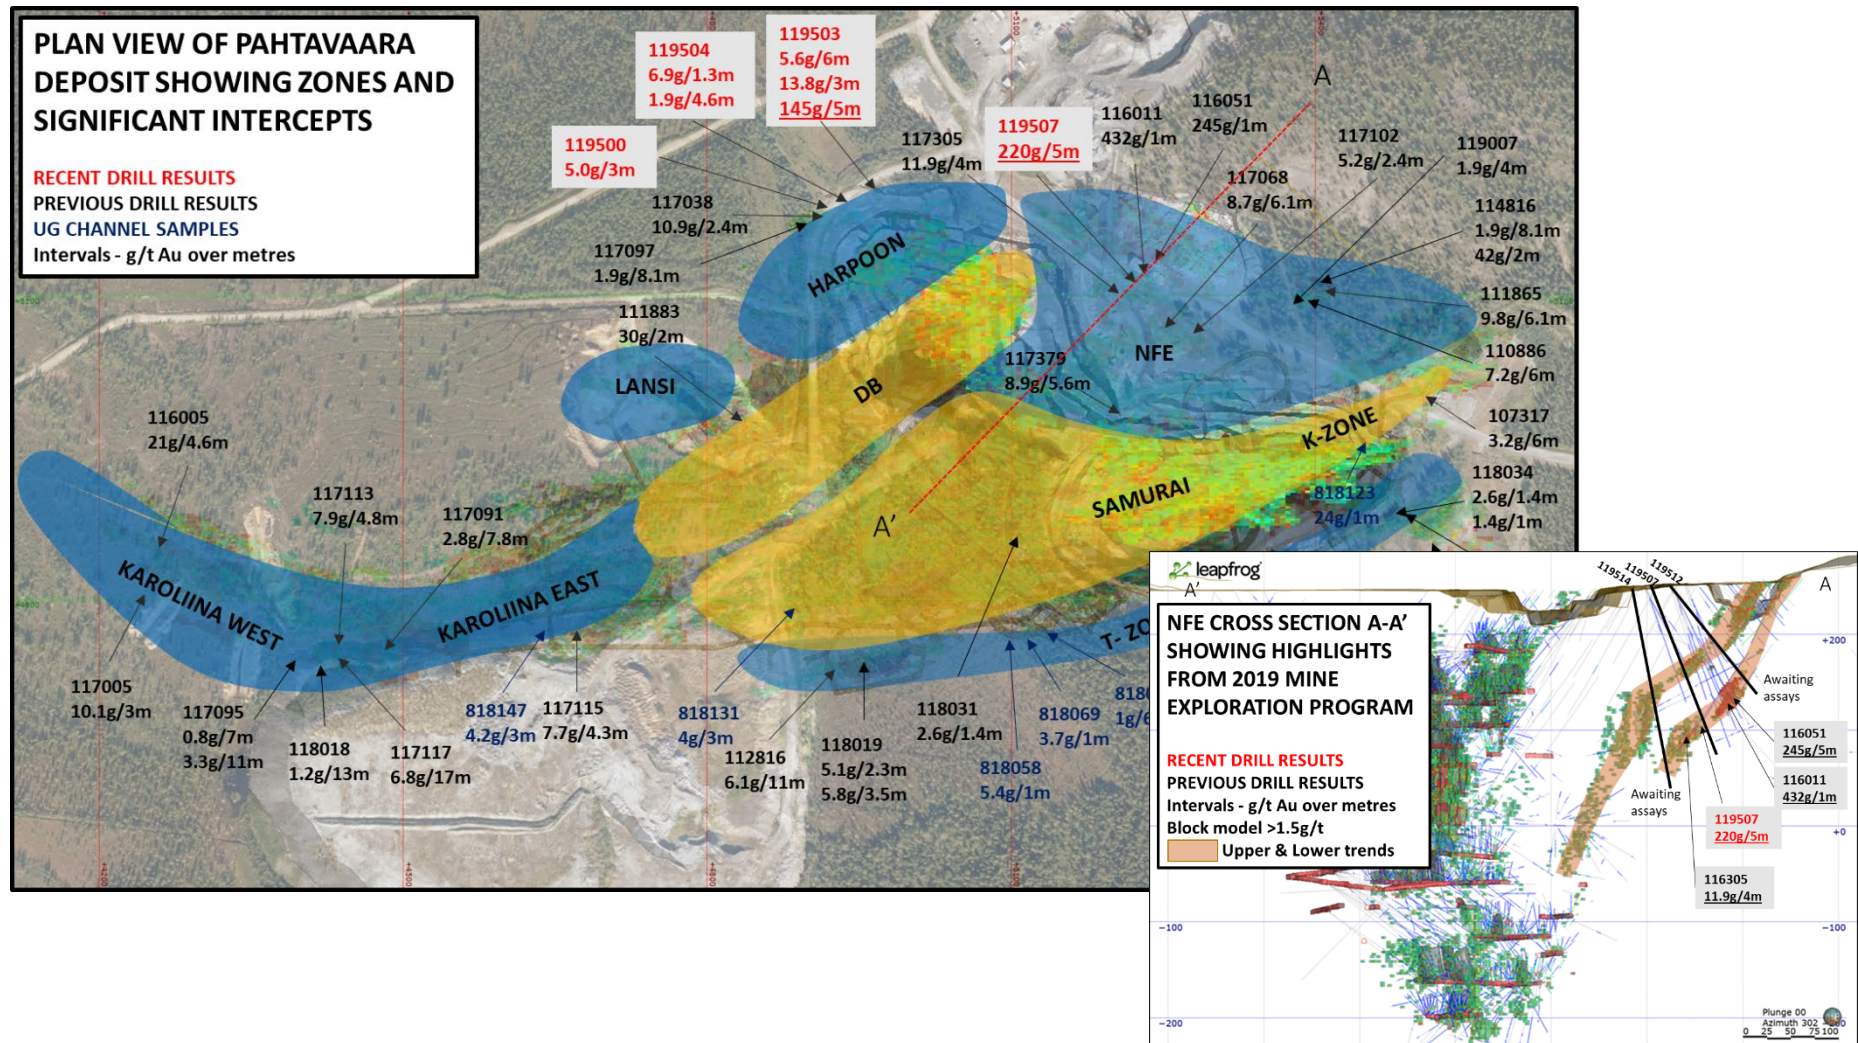 PLAN VIEW OF PAHTAVAARA
DEPOSIT SHOWING ZONES AND
SIGNIFICANT INTERCEPTS
RECENT DRILL RESULTS
PREVIOUS DRILL RESULTS
UG CHANNEL SAMPLES
Intervals - g/t Au over metres
119504
6.9g/1.3m
1.9g/4.6m
119503
5.6g/6m
13.8g/3m
145g/5m
119500
5.0g/3m
117305
11.9g/4m
119507
220g/5m
116011
432g/1m
116051
245g/1m
A
117102
5.2g/2.4m
119007
1.9g/4m
117068
8.7g/6.1m
114816
1.9g/8.1m
42g/2m
117038
10.9g/2.4m
117097
1.9g/8.1m
111883
30g/2m
111865
9.8g/6.1m
110886
7.2g/6m
107317
3.2g/6m
118034
2.6g/1.4m
1.4g/1m
HARPOON
LANSI
DB
NFE
117379
8.9g/5.6m
K-ZONE
SAMURAI
818123
24g/1m
A'
116005
21g/4.6m
117113
7.9g/4.8m
117091
2.8g/7.8m
KAROLIINA WEST
KAROLIINA EAST
T- ZO
117005
10.1g/3m
117095
0.8g/7m
3.3g/11m
118018
1.2g/13m
117117
6.8g/17m
818147
4.2g/3m
117115
7.7g/4.3m
818131
4g/3m
112816
6.1g/11m
118019
5.1g/2.3m
5.8g/3.5m
118031
2.6g/1.4m
818058
5.4g/1m
818069
3.7g/1m
leapfrog
A'
119514
119507
119512
A
NFE CROSS SECTION A-A'
SHOWING HIGHLIGHTS
FROM 2019 MINE
EXPLORATION PROGRAM
RECENT DRILL RESULTS
PREVIOUS DRILL RESULTS
Intervals - g/t Au over metres
Block model >1.5g/t
Upper & Lower trends
+200
Awaiting
assays
116051
245g/5m
116011
432g/1m
Awaiting
assays
119507
220g/5m
+0
116305
11.9g/4m
-100
-100
-200
Plunge 00
Azimuth 302
0 25 50 75 100